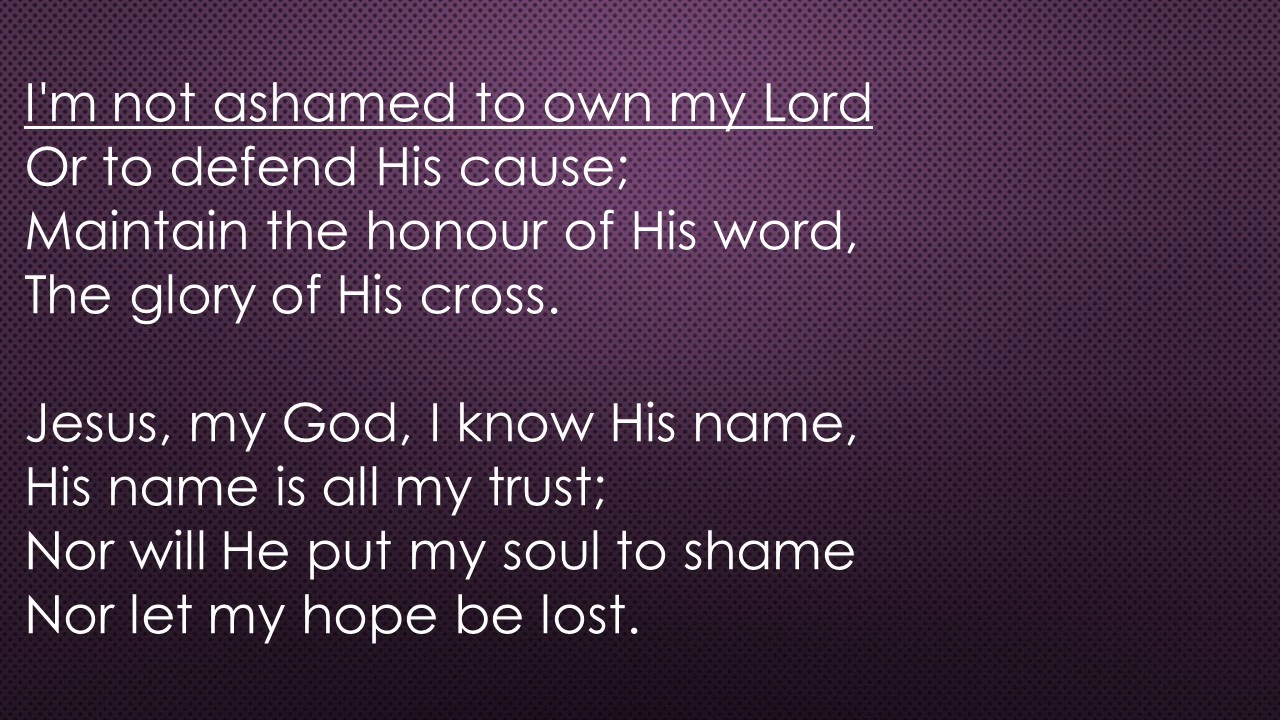 I'm not ashamed to own my Lord
Or to defend His cause;
Maintain the honour of His word,
The glory of His cross.

Jesus, my God, I know His name,
His name is all my trust;
Nor will He put my soul to shame
Nor let my hope be lost.